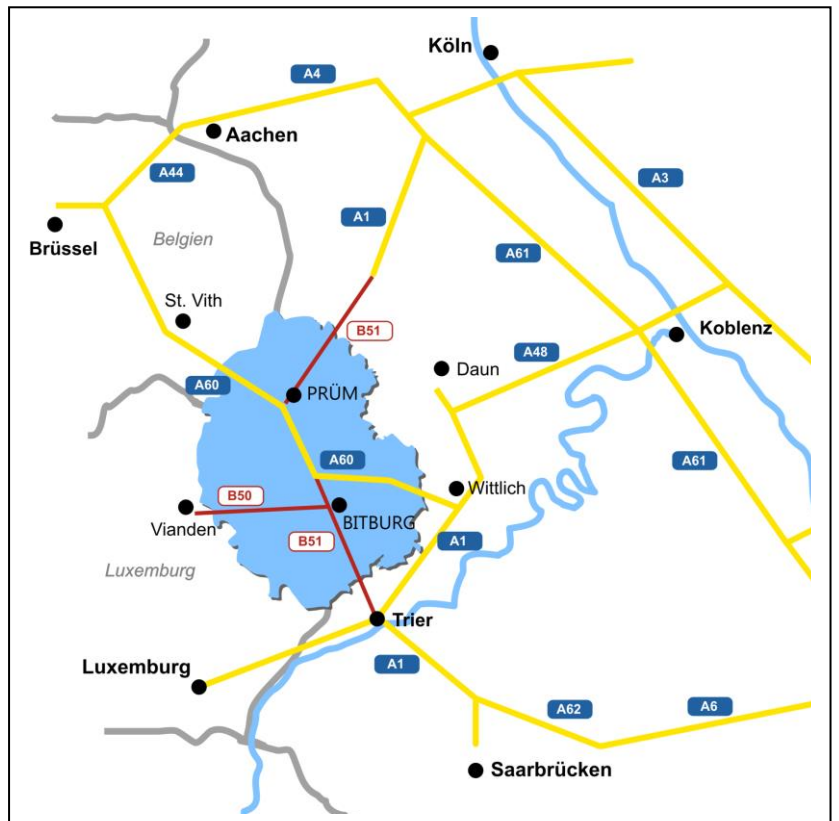 Köln
A4
Aachen
A44
A3
A1
Belgien
Brüssel
A61
St. Vith
B51
Koblenz
A48
Daun
A60
PRÜM
A60
A61
Wittlich
B50
BITBURG
Vianden
B51
A1
Luxemburg
Trier
Luxemburg
A1
A62
A6
Saarbrücken